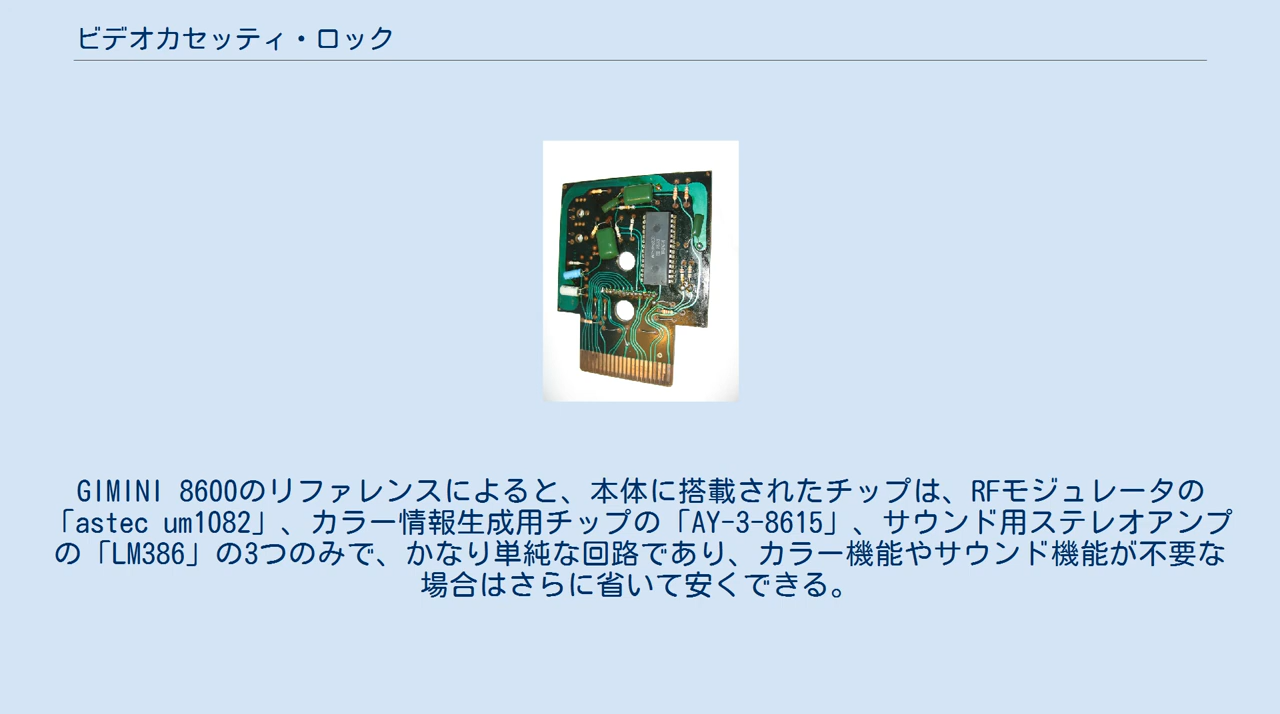 ビデオカセッティ・ロック
GIMINI 8600のリファレンスによると、本体に搭載されたチップは、RFモジュレータの
「astec um1082」、カラー情報生成用チップの「AY-3-8615」、サウンド用ステレオアンプ
の「LM386」の3つのみで、かなり単純な回路であり、カラー機能やサウンド機能が不要な
場合はさらに省いて安くできる。